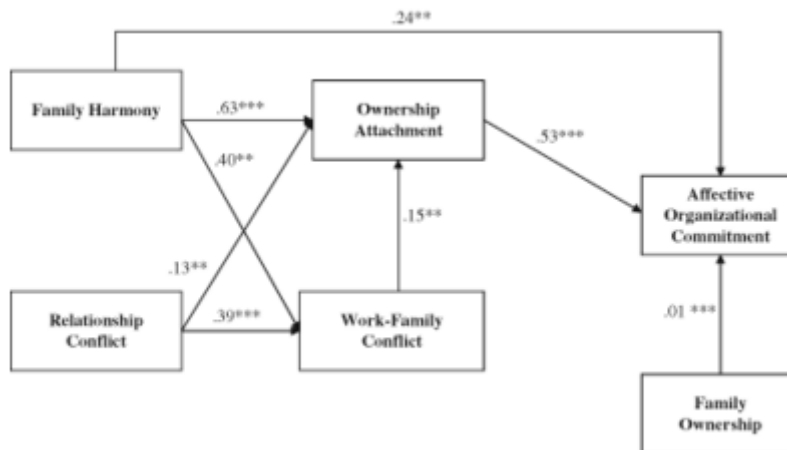 .24**
Family Harmony
.63***
Ownership
Attachment
.40**
.53***
Affective
Organizational
Commitment
.15**
.13**
Relationship
Conflict
.39***
Work-Family
Conflict
.01 ***
Family
Ownership